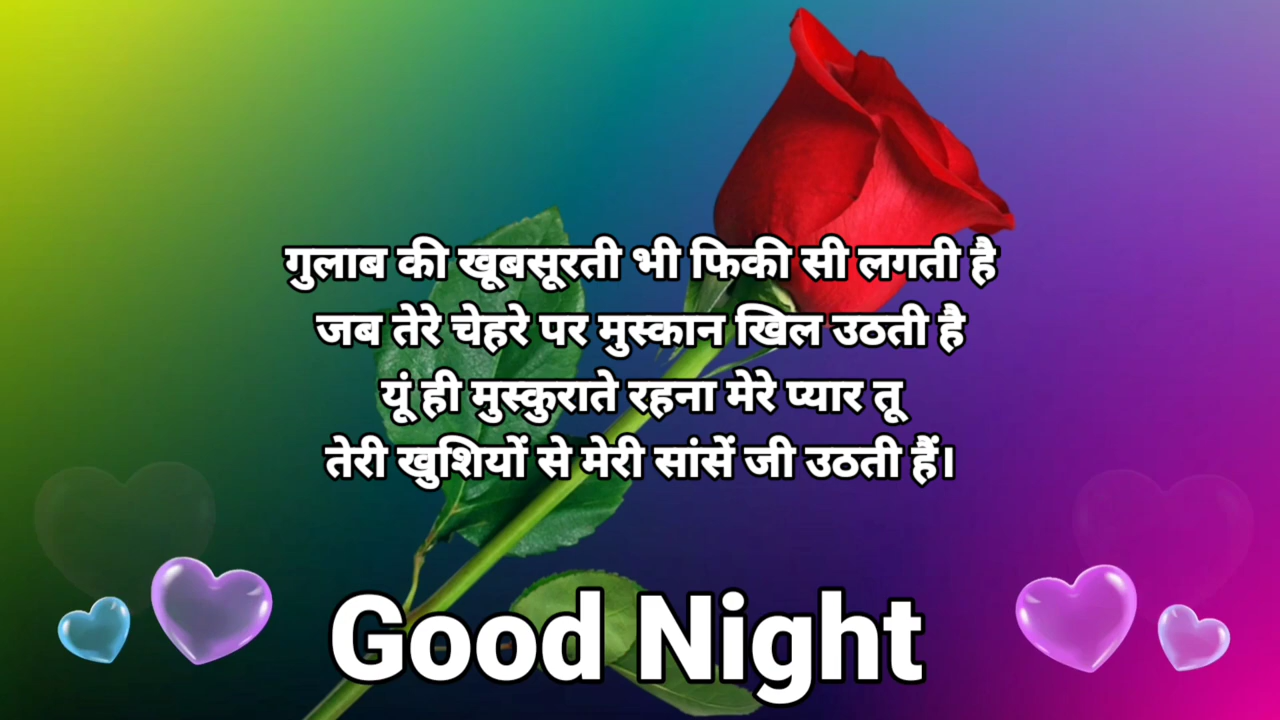 गुलाब की खूबसूरती भी फिकी सी लगती है
जब तेरे चेहरे पर मुस्कान खिल उठती है
यूं ही मुस्कुराते रहना मेरे प्यार तू
तेरी खुशियों से मेरी सांसें जी उठती हैं।
Good Night